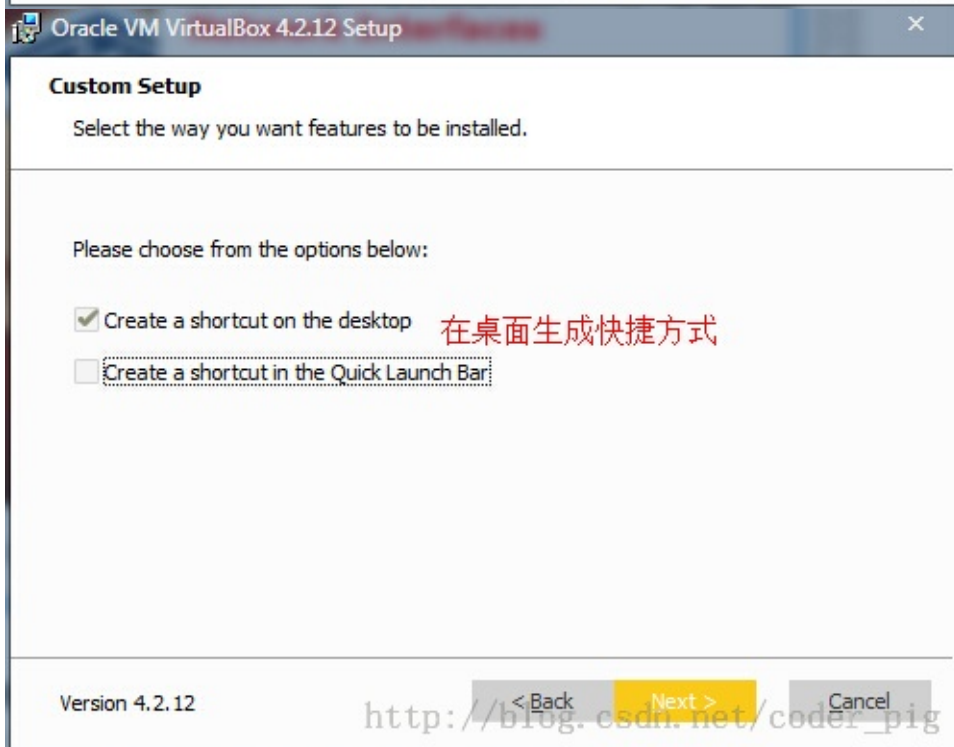 Oracle VM VirtualBox 4.2.12 Setup
Custom Setup
Select the way you want features to be installed.
Please choose from the options below:
Create a shortcut on the desktop 在桌面生成快捷方式
Create a shortcut in the Quick Launch Bar
Version 4.2.12 < Back Next > Cancel
http://blog.csdn.net/coder_pig